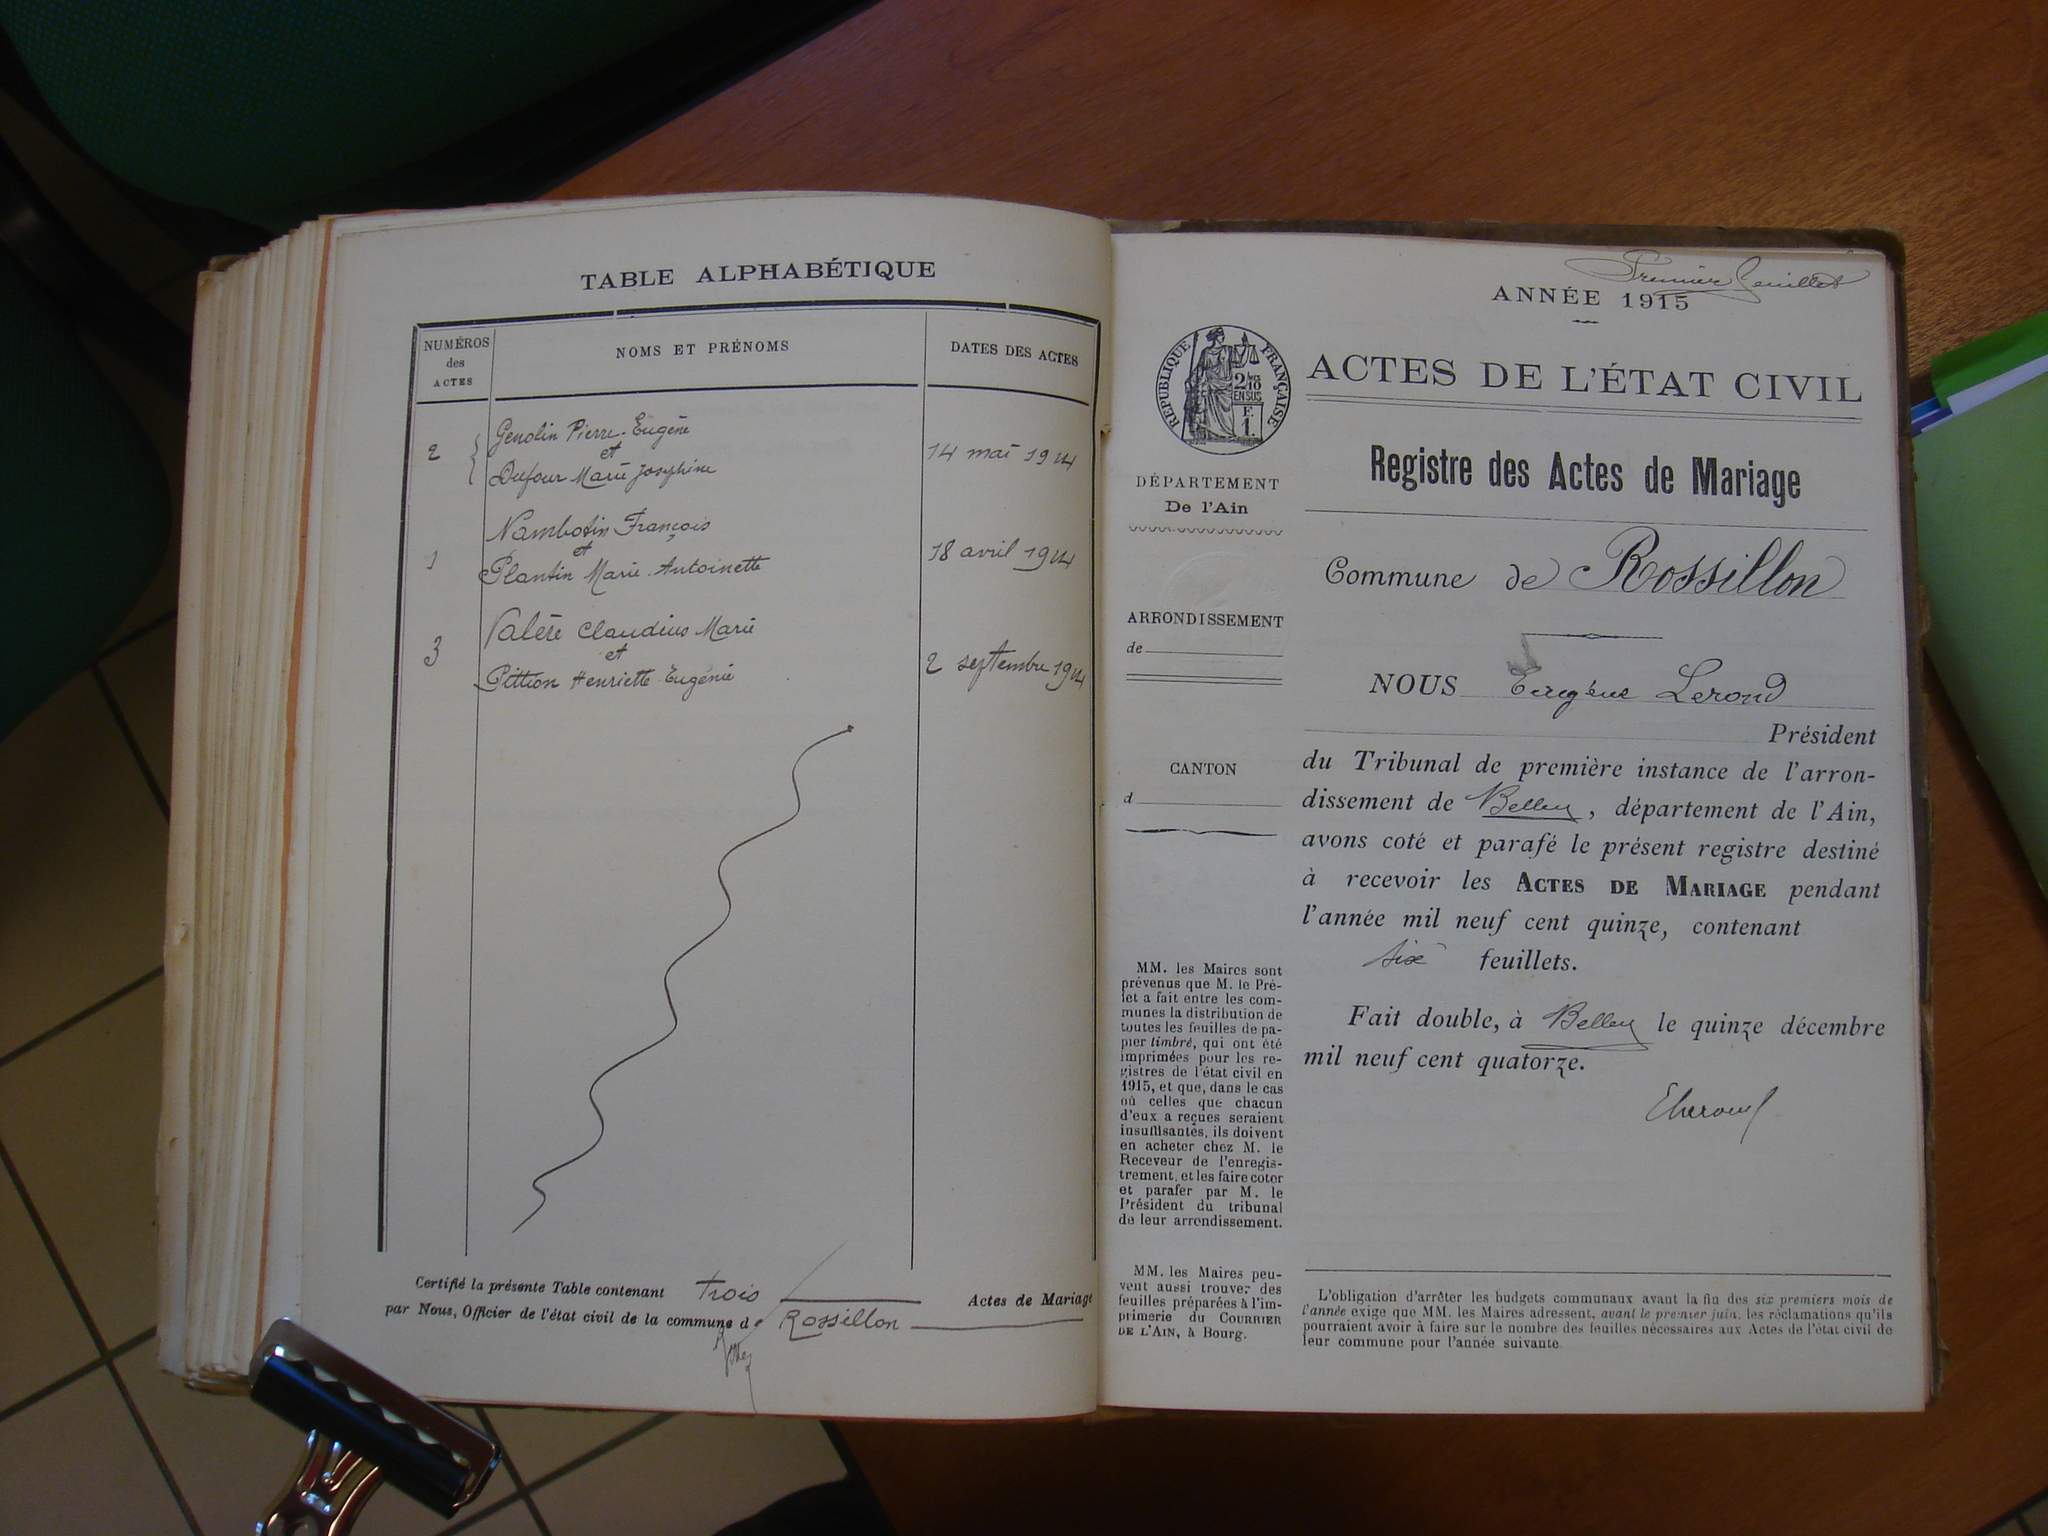 TABLE ALPHABÉTIQUE
NUMÉROS
des
ACTES
NOMS ET PRÉNOMS
DATES DES ACTES
2
Genolin Pierre-Eugène
et
Dufour Marie Joséphine
14 mai 1914
1
Nambotin François
et
Plantin Marie-Antoinette
18 avril 1914
3
Valère Claudius Marie
et
Pittion Henriette-Eugénie
2 septembre 1914
Certifié la présente Table contenant trois Actes de Mariage
par Nous, Officier de l'état civil de la commune de Rossillon
Premier feuillet
ANNÉE 1915
RÉPUBLIQUE FRANÇAISE
2/10mes
EN SUS
F.
1.
ACTES DE L'ÉTAT CIVIL
DÉPARTEMENT
De l'Ain
ARRONDISSEMENT
de
CANTON
d
MM. les Maires sont
prévenus que M. le Pré-
fet a fait entre les com-
munes la distribution de
toutes les feuilles de pa-
pier timbré, qui ont été
imprimées pour les re-
gistres de l'état civil en
1915, et que, dans le cas
où celles que chacun
d'eux a reçues seraient
insuffisantes, ils doivent
en acheter chez M. le
Receveur de l'enregis-
trement, et les faire coter
et parafer par M. le
Président du tribunal
de leur arrondissement.
MM. les Maires peu-
vent aussi trouver des
feuilles préparées à l'im-
primerie du COURRIER
DE L'AIN, à Bourg.
Registre des Actes de Mariage
Commune de Rossillon
NOUS Eugène Lerond
Président
du Tribunal de première instance de l'arron-
dissement de Belley, département de l'Ain,
avons coté et parafé le présent registre destiné
à recevoir les ACTES DE MARIAGE pendant
l'année mil neuf cent quinze, contenant
six feuillets.
Fait double, à Belley le quinze décembre
mil neuf cent quatorze.
L'obligation d'arrêter les budgets communaux avant la fin des six premiers mois de
l'année exige que MM. les Maires adressent, avant le premier juin, les réclamations qu'ils
pourraient avoir à faire sur le nombre des feuilles nécessaires aux Actes de l'état civil de
leur commune pour l'année suivante.